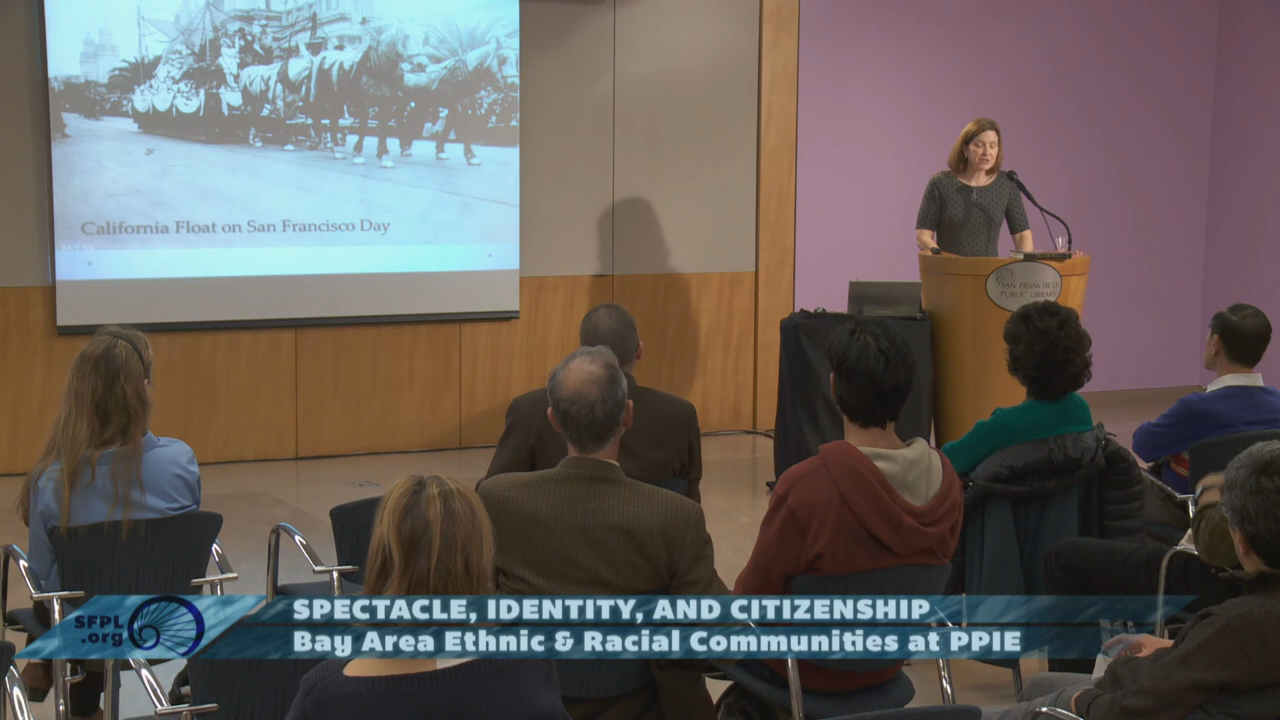 California Float on San Francisco Day
SAN FRANCISCO
PUBLIC LIBRARY
SFPL
.org
SPECTACLE, IDENTITY, AND CITIZENSHIP
Bay Area Ethnic & Racial Communities at PPIE